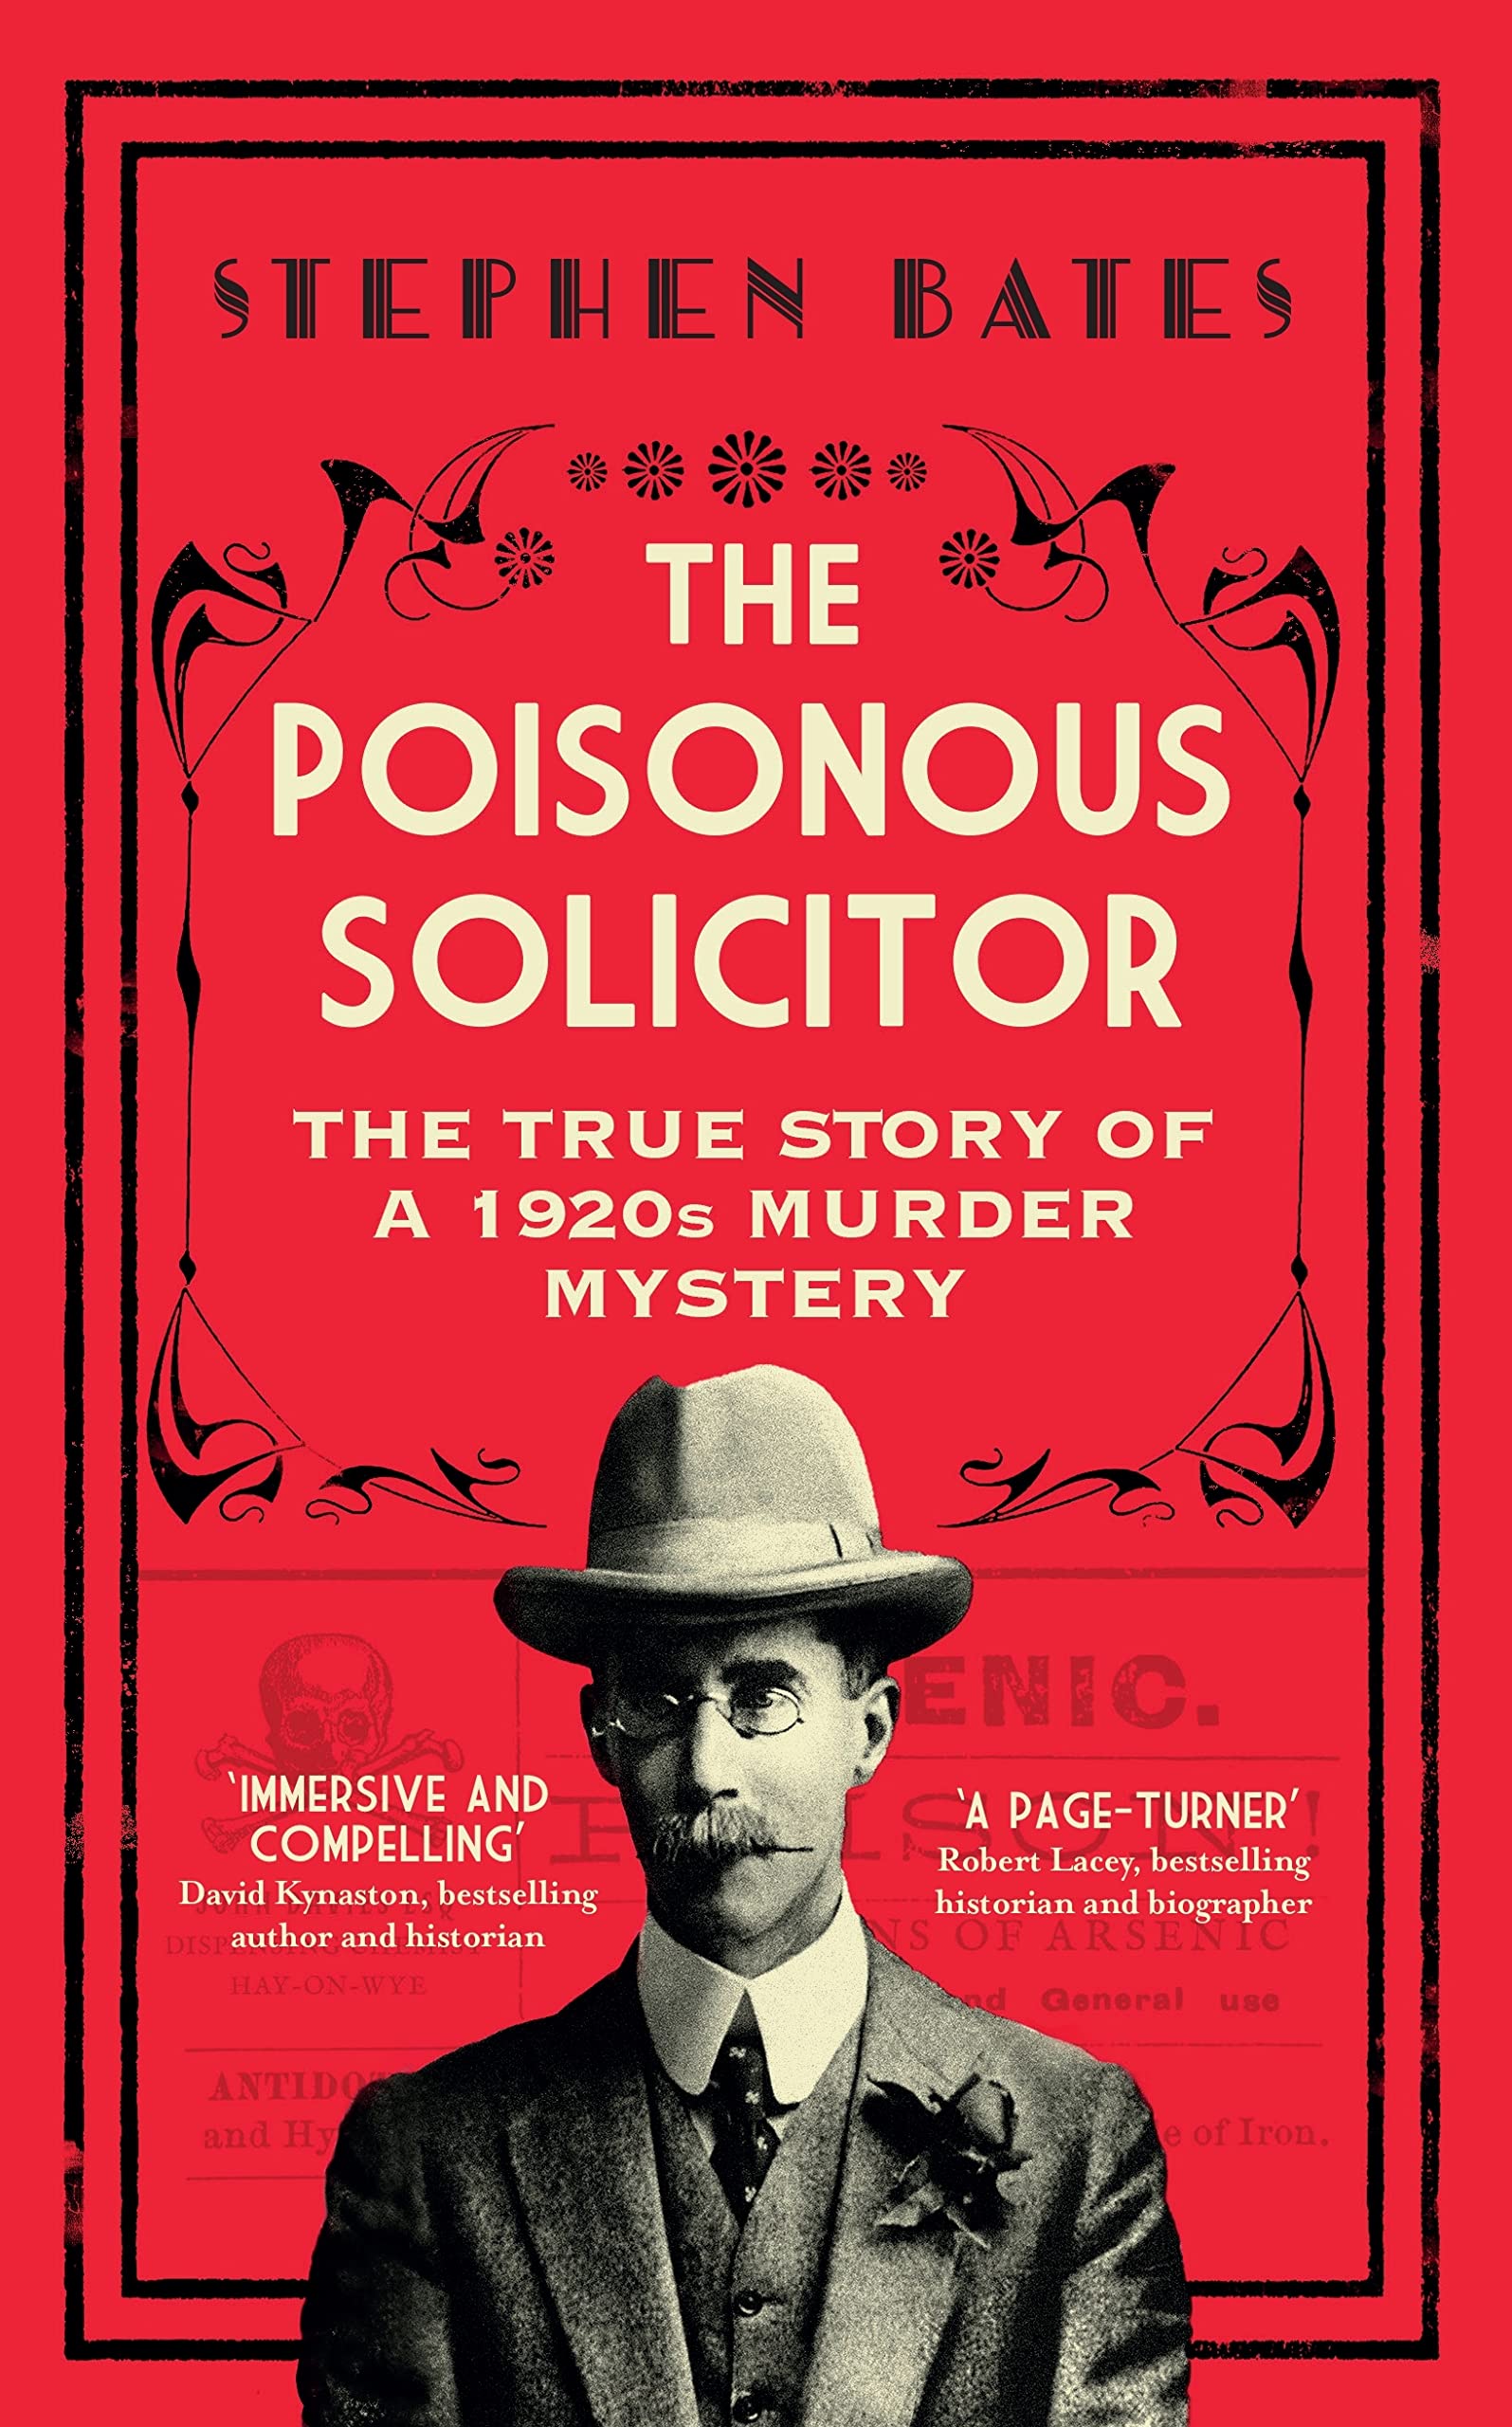 STEPHEN BATES
THE
POISONOUS
SOLICITOR
THE TRUE STORY OF
A 1920s MURDER
MYSTERY
ENIC.
‘IMMERSIVE AND
COMPELLING’
David Kynaston, bestselling
author and historian
‘A PAGE-TURNER’
Robert Lacey, bestselling
historian and biographer
NS OF ARSENIC
HAY-ON-WYE
nd General use
ANTIDO
and Hy
e of Iron.